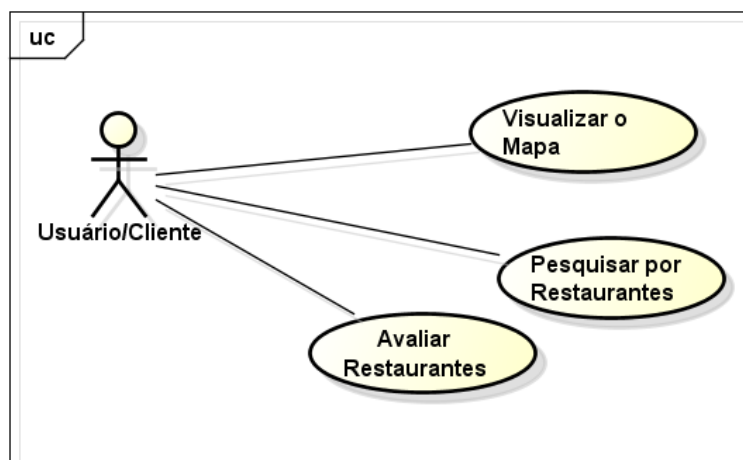 uc
Visualizar o
Mapa
Usuário/Cliente
Pesquisar por
Restaurantes
Avaliar
Restaurantes